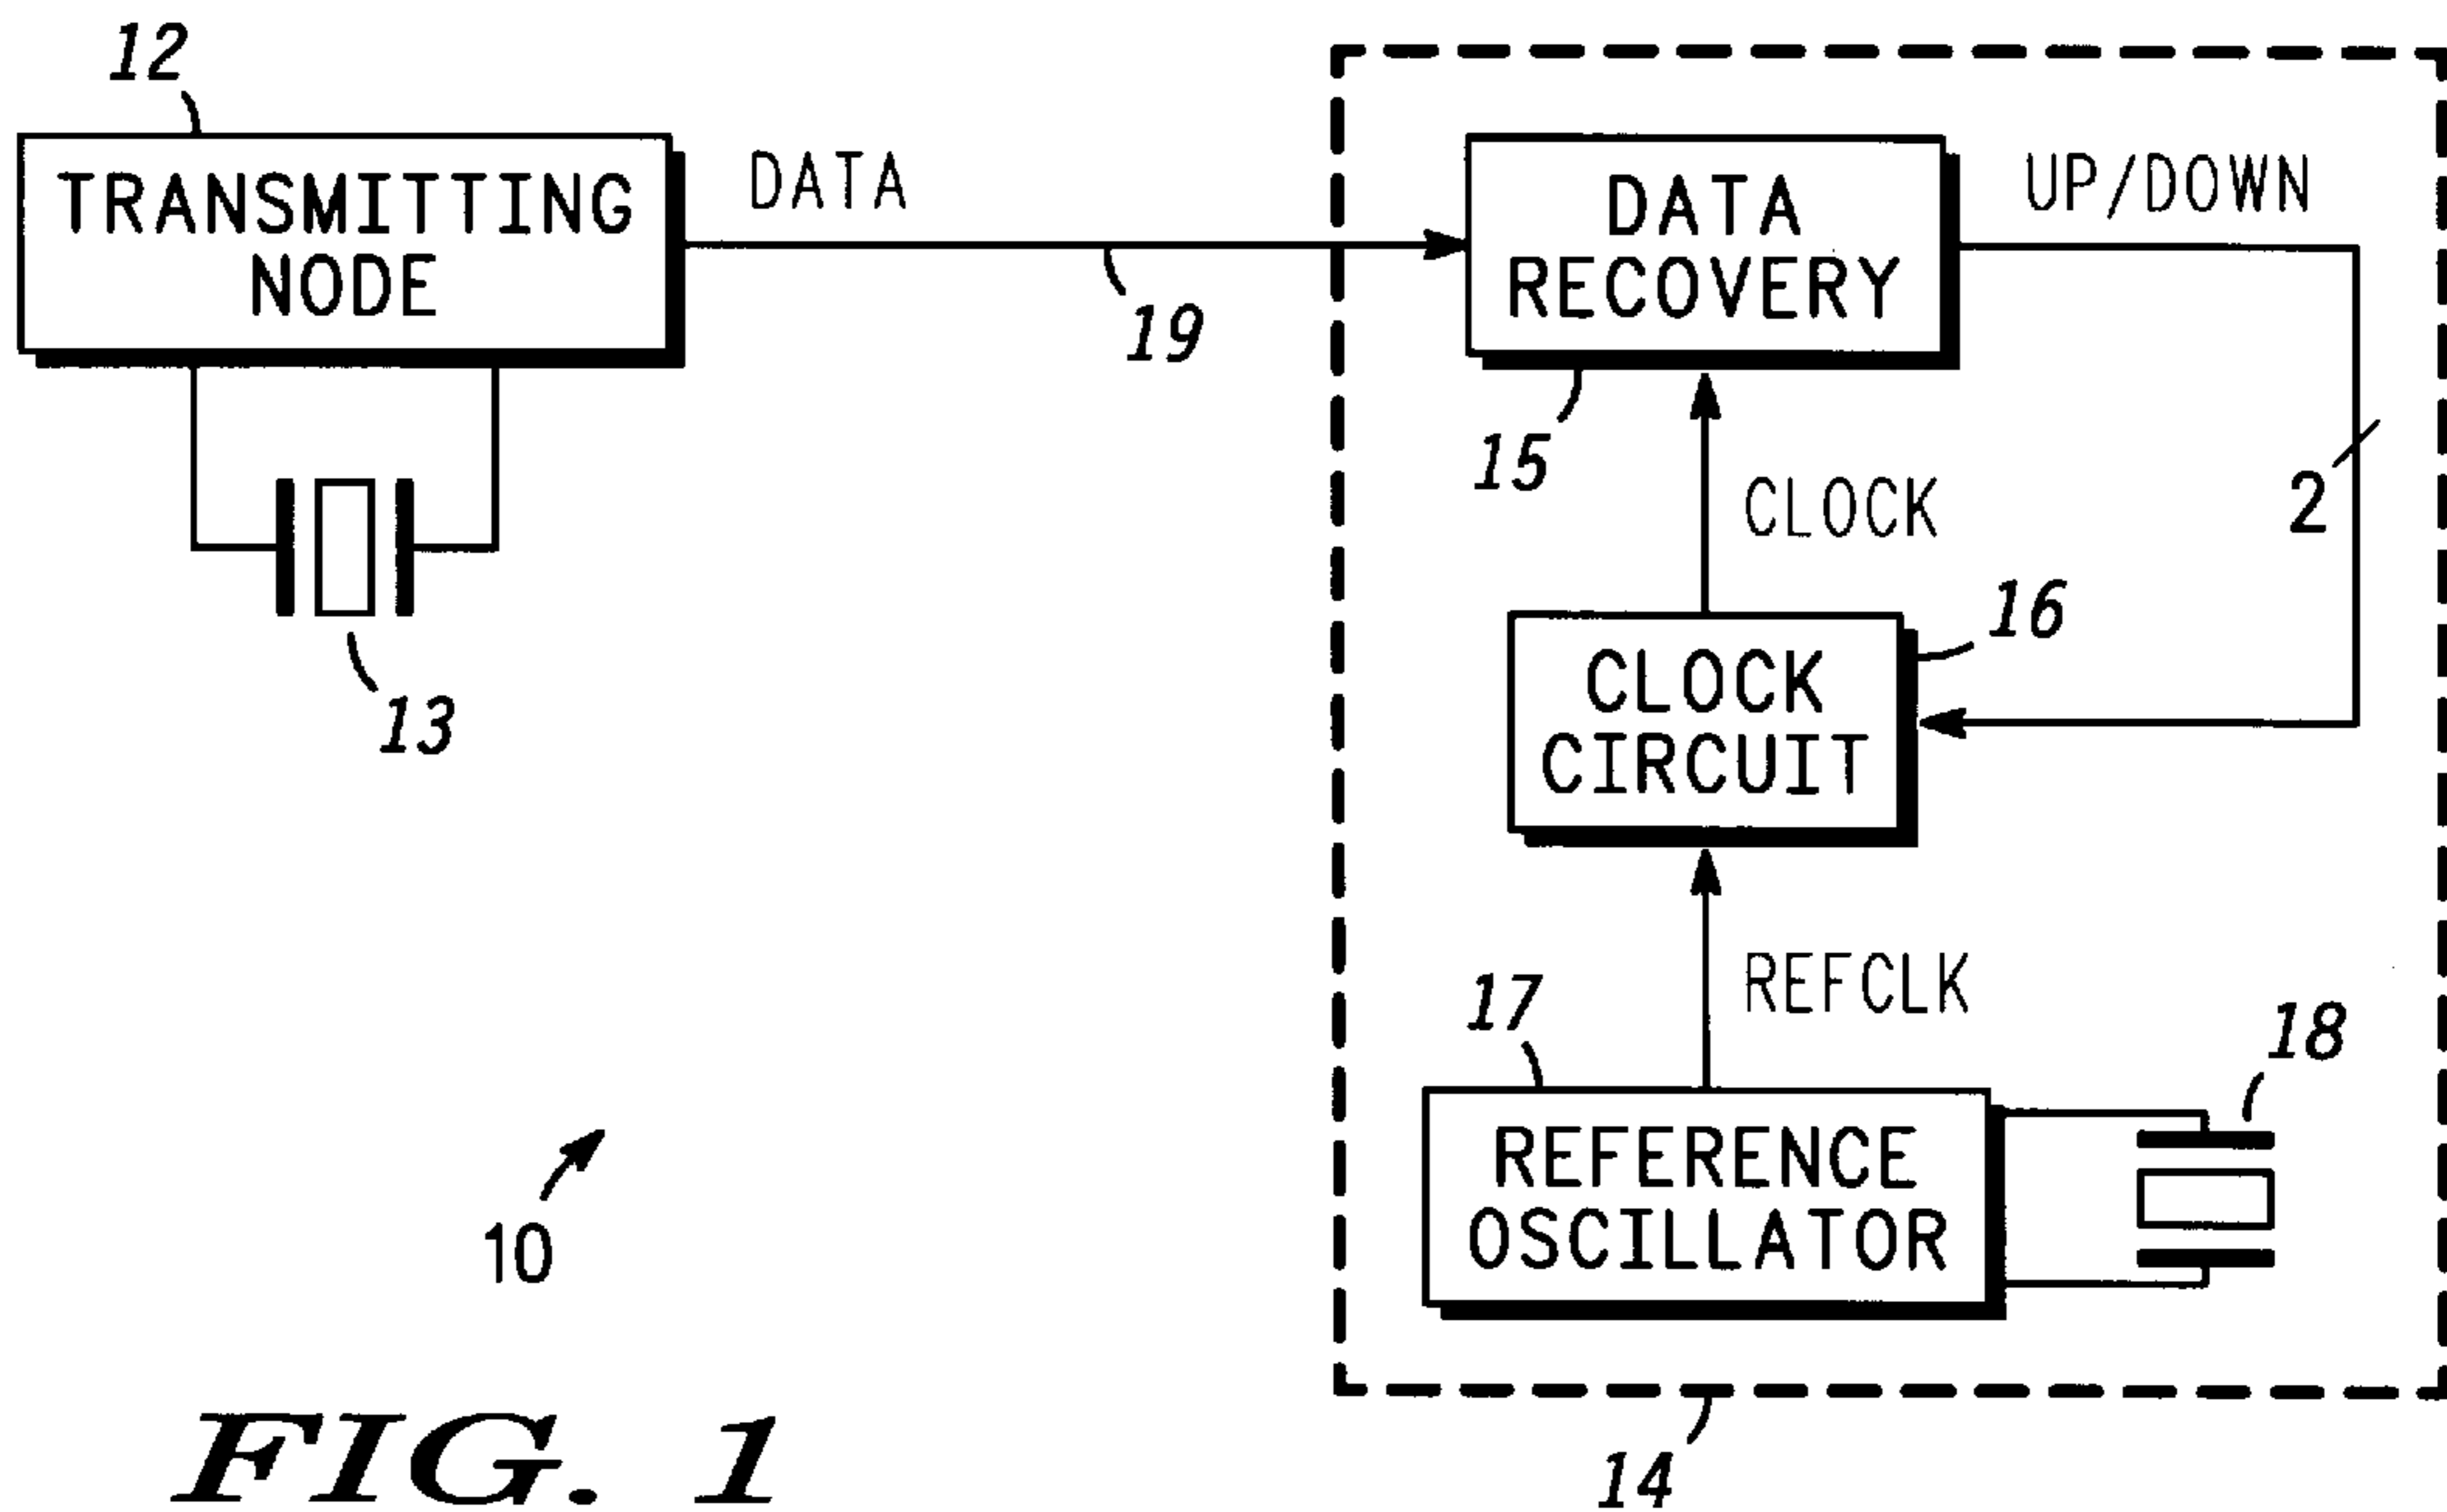 12
TRANSMITTING
NODE
DATA
19
13
DATA
RECOVERY
15
UP/DOWN
2
CLOCK
16
CLOCK
CIRCUIT
REFCLK
17
18
REFERENCE
OSCILLATOR
10
14
FIG. 1